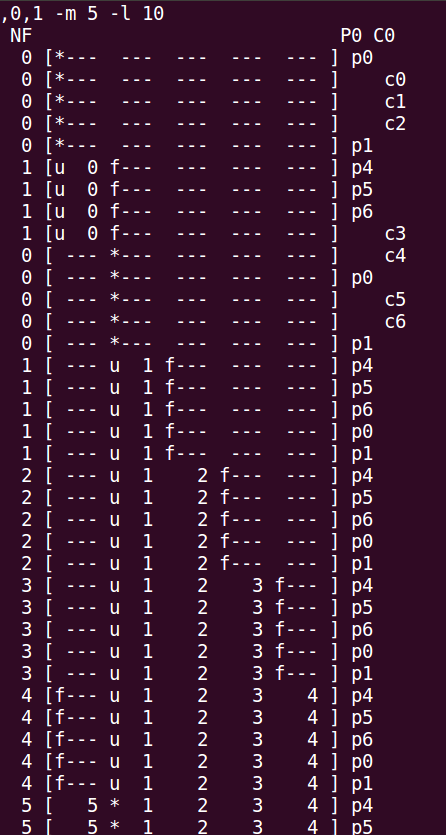 ,0,1 -m 5 -l 10
 NF                            P0 C0
  0 [*---  ---  ---  ---  --- ] p0
  0 [*---  ---  ---  ---  --- ]    c0
  0 [*---  ---  ---  ---  --- ]    c1
  0 [*---  ---  ---  ---  --- ]    c2
  0 [*---  ---  ---  ---  --- ] p1
  1 [u  0 f---  ---  ---  --- ] p4
  1 [u  0 f---  ---  ---  --- ] p5
  1 [u  0 f---  ---  ---  --- ] p6
  1 [u  0 f---  ---  ---  --- ]    c3
  0 [ --- *---  ---  ---  --- ]    c4
  0 [ --- *---  ---  ---  --- ] p0
  0 [ --- *---  ---  ---  --- ]    c5
  0 [ --- *---  ---  ---  --- ]    c6
  0 [ --- *---  ---  ---  --- ] p1
  1 [ --- u  1 f---  ---  --- ] p4
  1 [ --- u  1 f---  ---  --- ] p5
  1 [ --- u  1 f---  ---  --- ] p6
  1 [ --- u  1 f---  ---  --- ] p0
  1 [ --- u  1 f---  ---  --- ] p1
  2 [ --- u  1    2 f---  --- ] p4
  2 [ --- u  1    2 f---  --- ] p5
  2 [ --- u  1    2 f---  --- ] p6
  2 [ --- u  1    2 f---  --- ] p0
  2 [ --- u  1    2 f---  --- ] p1
  3 [ --- u  1    2    3 f--- ] p4
  3 [ --- u  1    2    3 f--- ] p5
  3 [ --- u  1    2    3 f--- ] p6
  3 [ --- u  1    2    3 f--- ] p0
  3 [ --- u  1    2    3 f--- ] p1
  4 [f--- u  1    2    3    4 ] p4
  4 [f--- u  1    2    3    4 ] p5
  4 [f--- u  1    2    3    4 ] p6
  4 [f--- u  1    2    3    4 ] p0
  4 [f--- u  1    2    3    4 ] p1
  5 [   5 *  1    2    3    4 ] p4
  5 [   5 *  1    2    3    4 ] p5